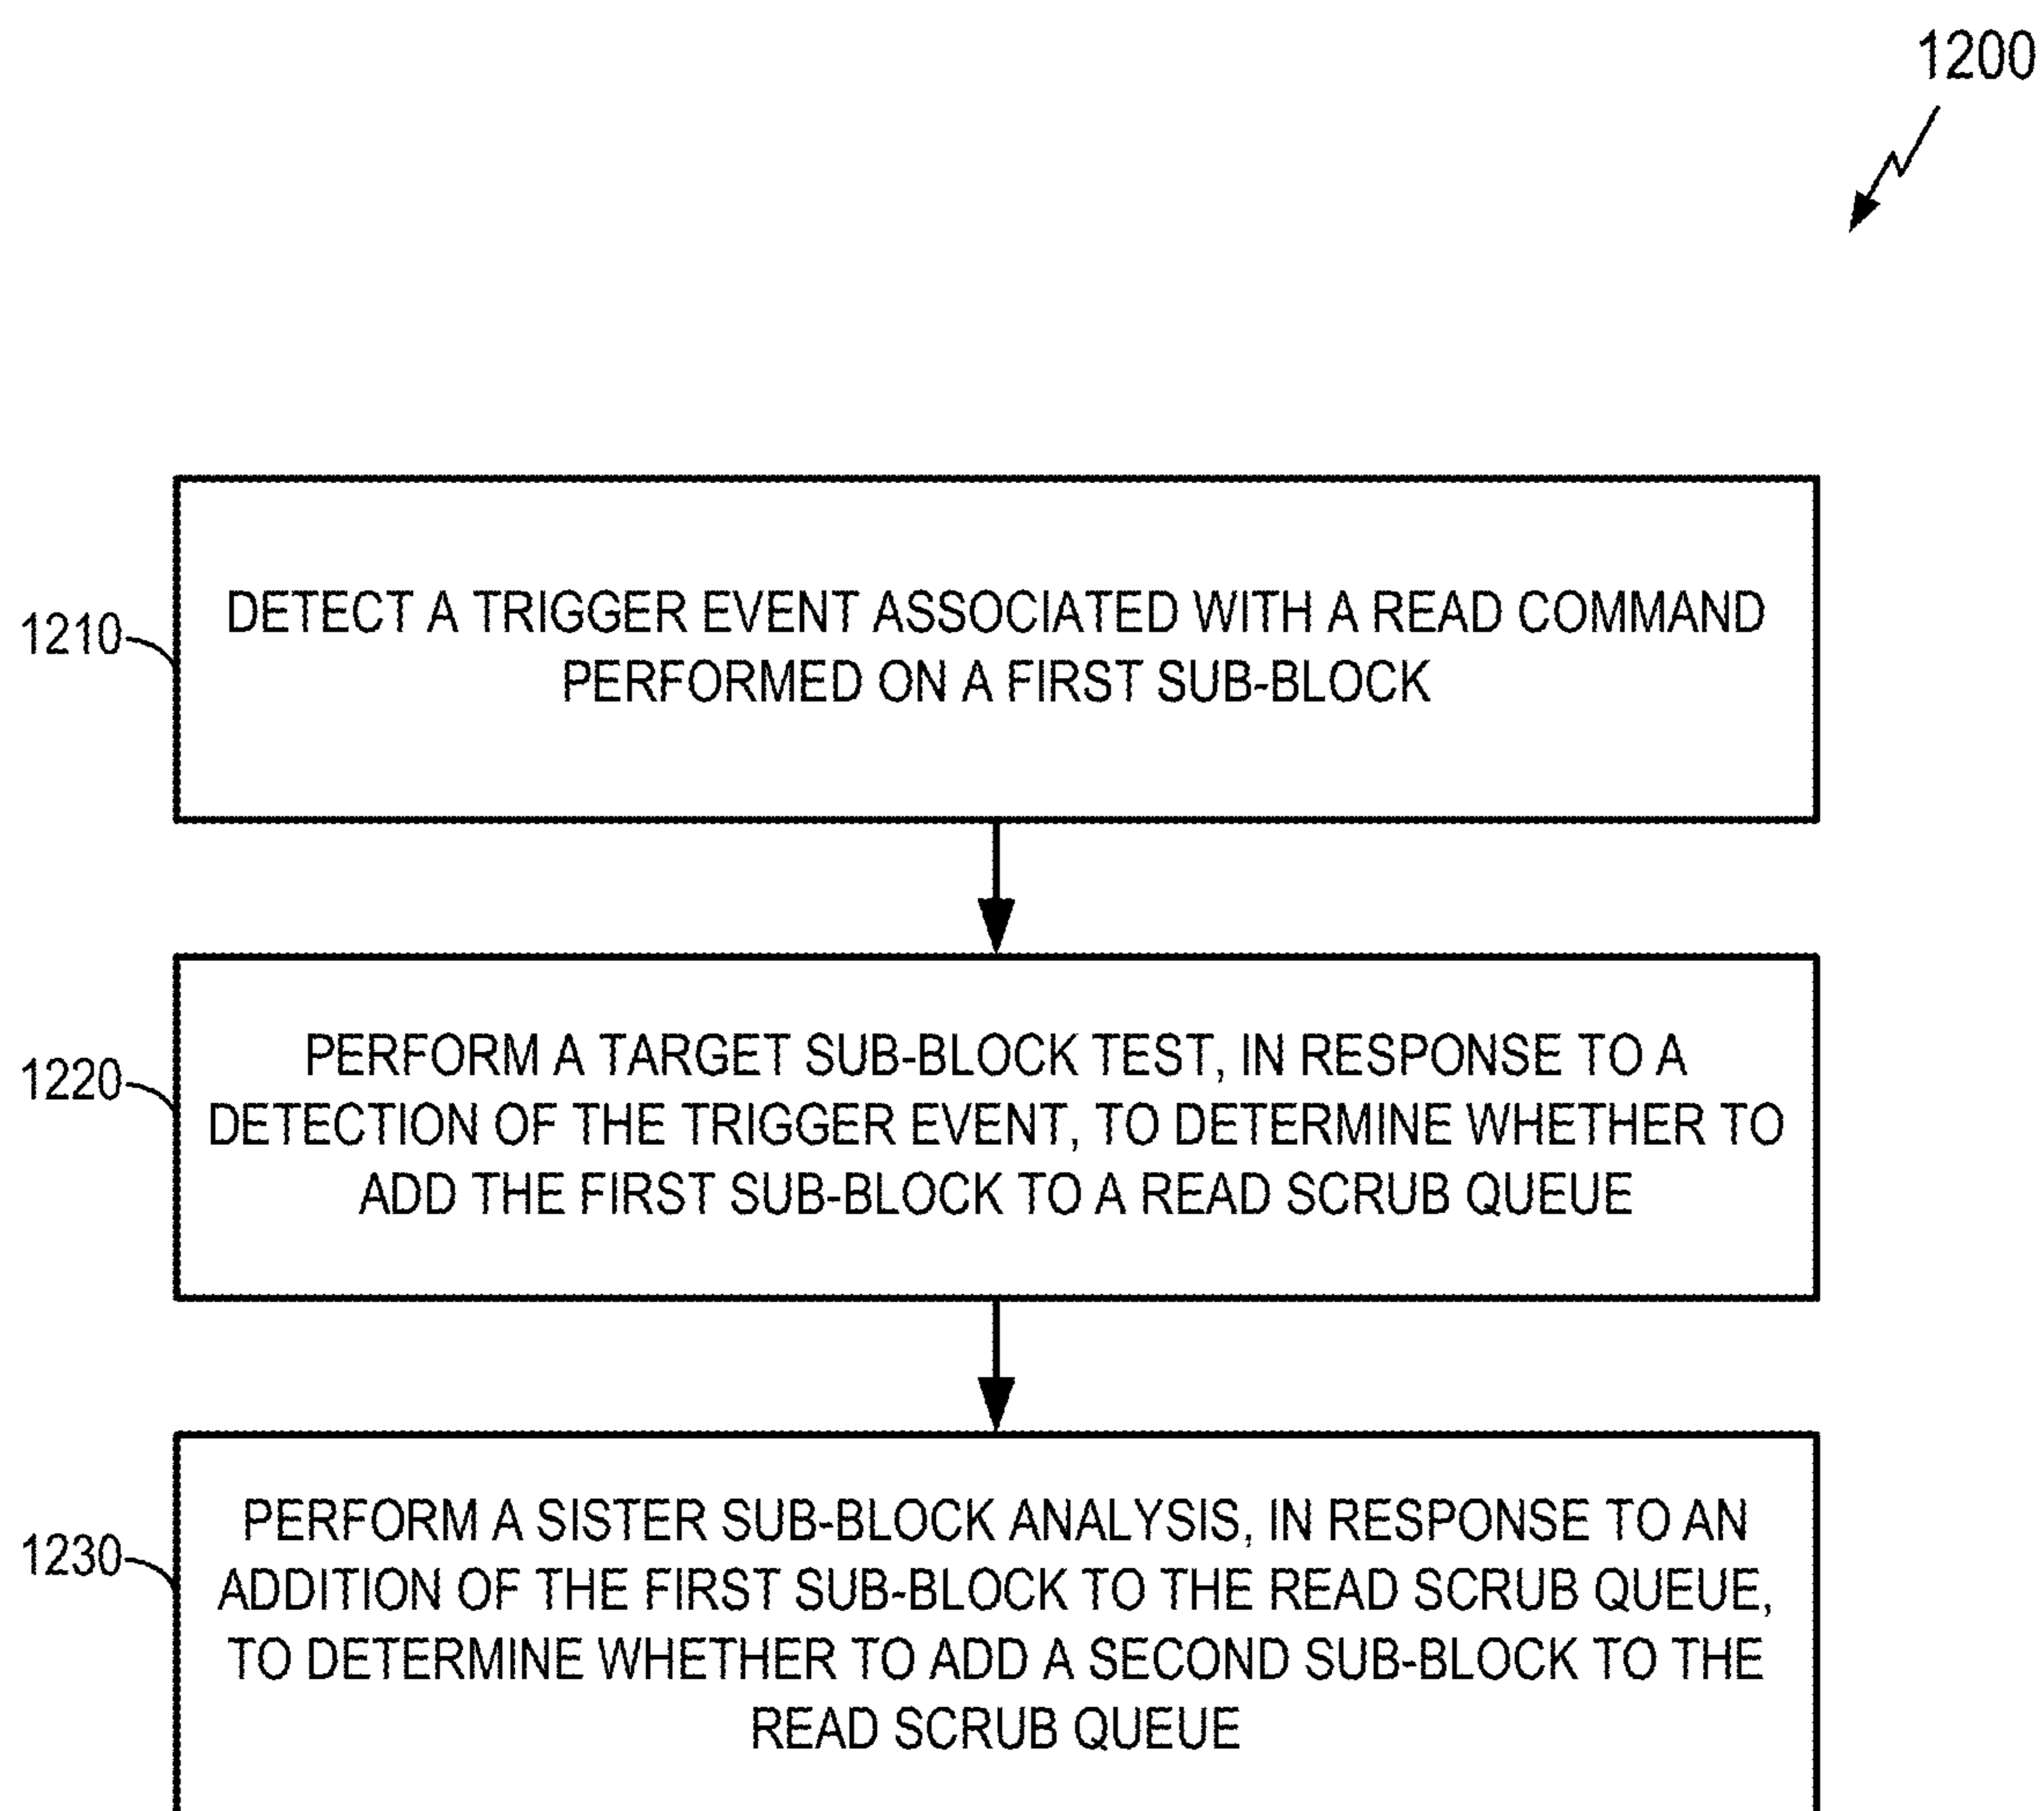 1200
1210
DETECT A TRIGGER EVENT ASSOCIATED WITH A READ COMMAND
PERFORMED ON A FIRST SUB-BLOCK
1220
PERFORM A TARGET SUB-BLOCK TEST, IN RESPONSE TO A
DETECTION OF THE TRIGGER EVENT, TO DETERMINE WHETHER TO
ADD THE FIRST SUB-BLOCK TO A READ SCRUB QUEUE
1230
PERFORM A SISTER SUB-BLOCK ANALYSIS, IN RESPONSE TO AN
ADDITION OF THE FIRST SUB-BLOCK TO THE READ SCRUB QUEUE,
TO DETERMINE WHETHER TO ADD A SECOND SUB-BLOCK TO THE
READ SCRUB QUEUE